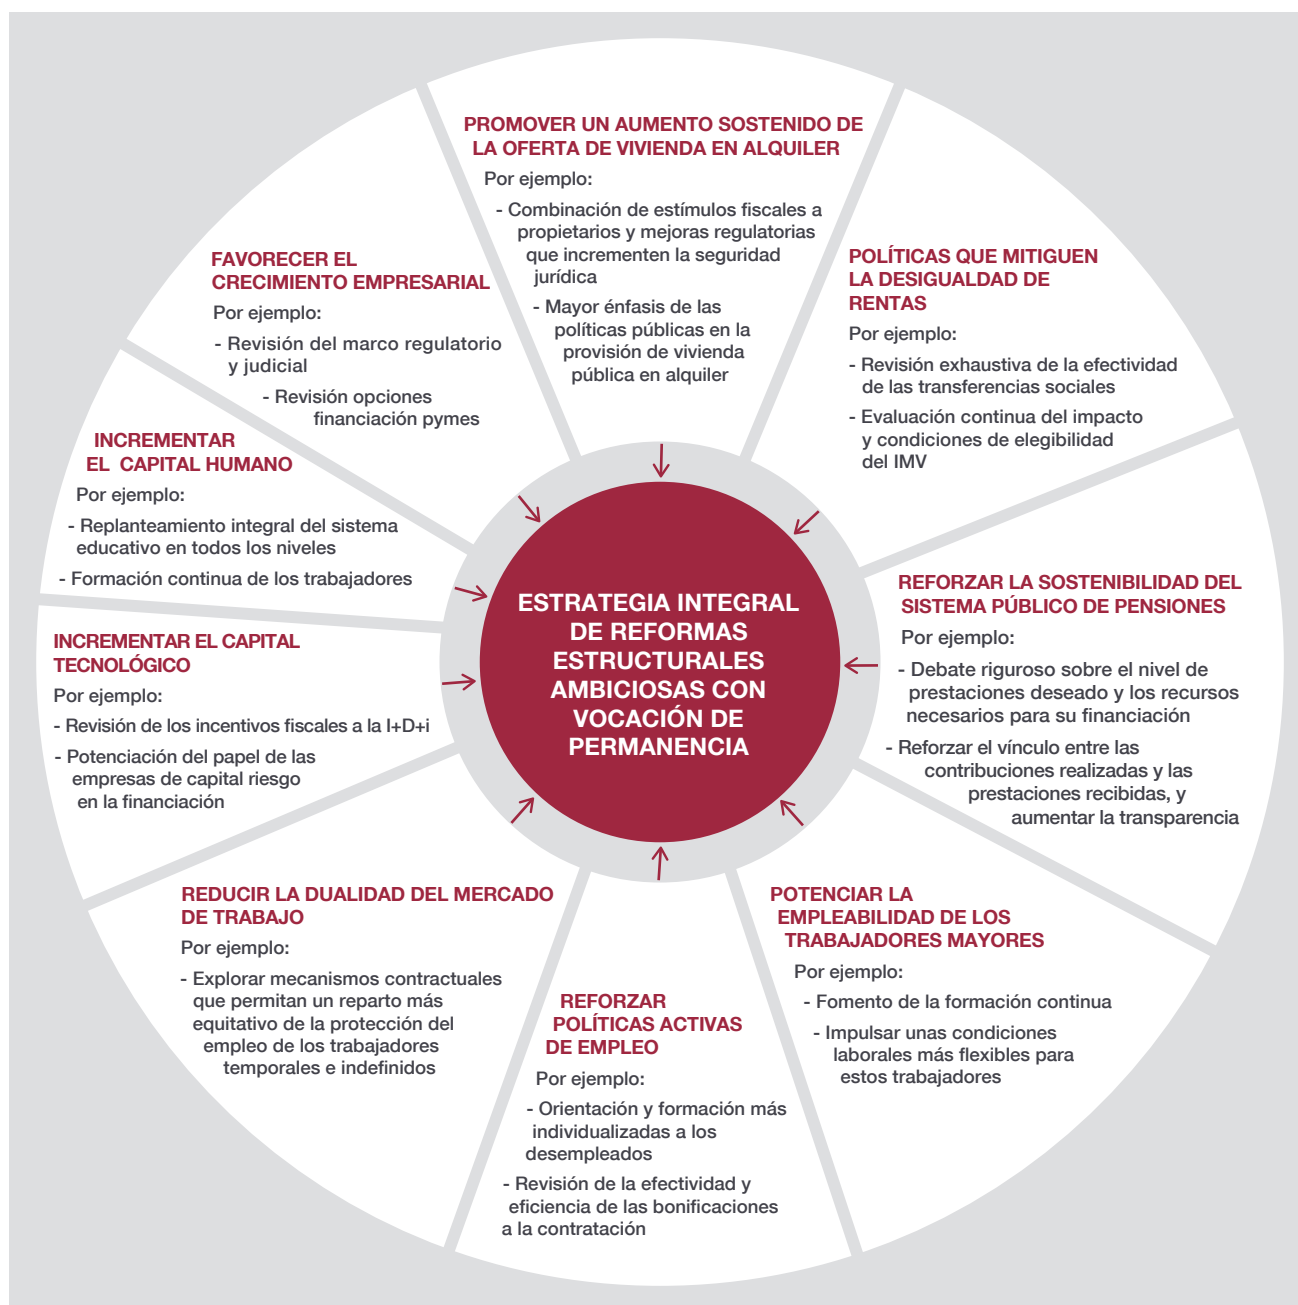 PROMOVER UN AUMENTO SOSTENIDO DE
LA OFERTA DE VIVIENDA EN ALQUILER
Por ejemplo:
- Combinación de estímulos fiscales a
propietarios y mejoras regulatorias
que incrementen la seguridad
jurídica
- Mayor énfasis de las
políticas públicas en la
provisión de vivienda
pública en alquiler
POLÍTICAS QUE MITIGUEN
LA DESIGUALDAD DE
RENTAS
Por ejemplo:
- Revisión exhaustiva de la efectividad
de las transferencias sociales
- Evaluación continua del impacto
y condiciones de elegibilidad
del IMV
REFORZAR LA SOSTENIBILIDAD DEL
SISTEMA PÚBLICO DE PENSIONES
Por ejemplo:
- Debate riguroso sobre el nivel de
prestaciones deseado y los recursos
necesarios para su financiación
- Reforzar el vínculo entre las
contribuciones realizadas y las
prestaciones recibidas, y
aumentar la transparencia
POTENCIAR LA
EMPLEABILIDAD DE LOS
TRABAJADORES MAYORES
Por ejemplo:
- Fomento de la formación continua
- Impulsar unas condiciones
laborales más flexibles para
estos trabajadores
REFORZAR
POLÍTICAS ACTIVAS
DE EMPLEO
Por ejemplo:
- Orientación y formación más
individualizadas a los
desempleados
- Revisión de la efectividad y
eficiencia de las bonificaciones
a la contratación
REDUCIR LA DUALIDAD DEL MERCADO
DE TRABAJO
Por ejemplo:
- Explorar mecanismos contractuales
que permitan un reparto más
equitativo de la protección del
empleo de los trabajadores
temporales e indefinidos
INCREMENTAR EL CAPITAL
TECNOLÓGICO
Por ejemplo:
- Revisión de los incentivos fiscales a la I+D+i
- Potenciación del papel de las
empresas de capital riesgo
en la financiación
INCREMENTAR
EL CAPITAL HUMANO
Por ejemplo:
- Replanteamiento integral del sistema
educativo en todos los niveles
- Formación continua de los trabajadores
FAVORECER EL
CRECIMIENTO EMPRESARIAL
Por ejemplo:
- Revisión del marco regulatorio
y judicial
- Revisión opciones
financiación pymes
ESTRATEGIA INTEGRAL
DE REFORMAS
ESTRUCTURALES
AMBICIOSAS CON
VOCACIÓN DE
PERMANENCIA